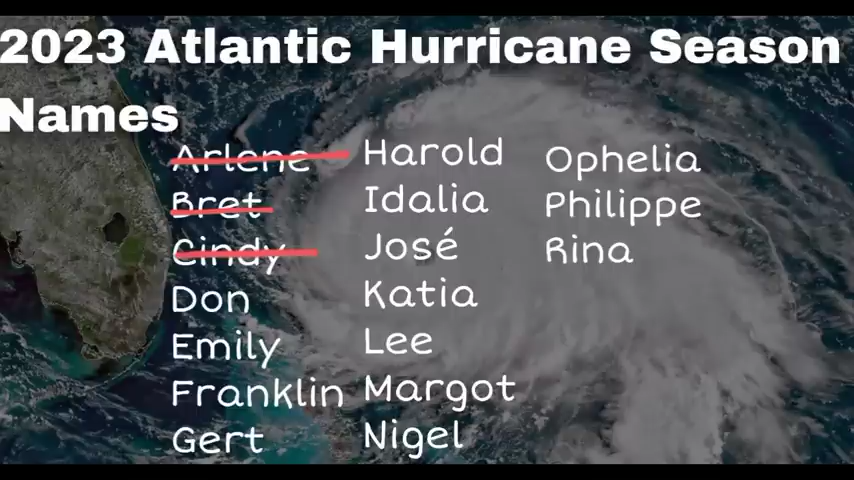 2023 Atlantic Hurricane Season
Names
Arlene
Bret
Cindy
Don
Emily
Franklin
Gert
Harold
Idalia
José
Katia
Lee
Margot
Nigel
Ophelia
Philippe
Rina